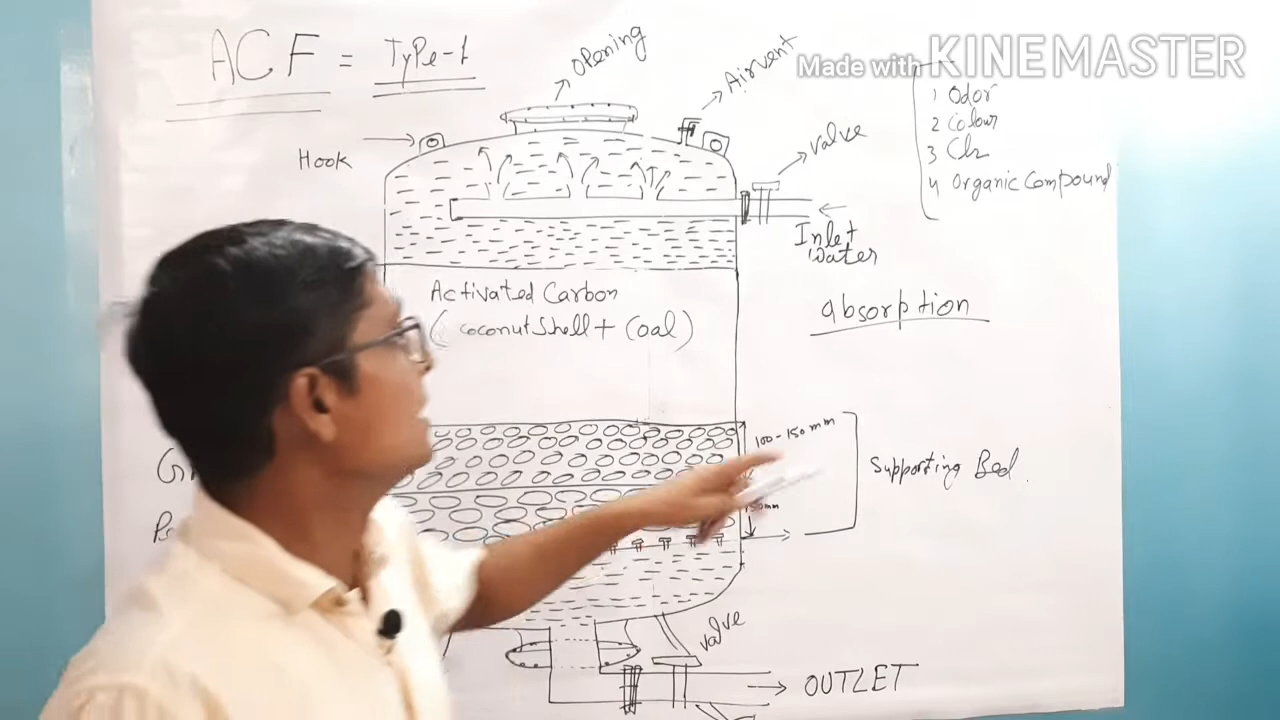 ACF = TyPe-1
opening
Airvent
Made with KINEMASTER
1 Odor
2 Colour
3 Cl2
4 Organic Compound
Hook
valve
Inlet
Water
Activated Carbon
(Coconut Shell + Coal)
absorption
100-150mm
Supporting Bed.
valve
OUTLET